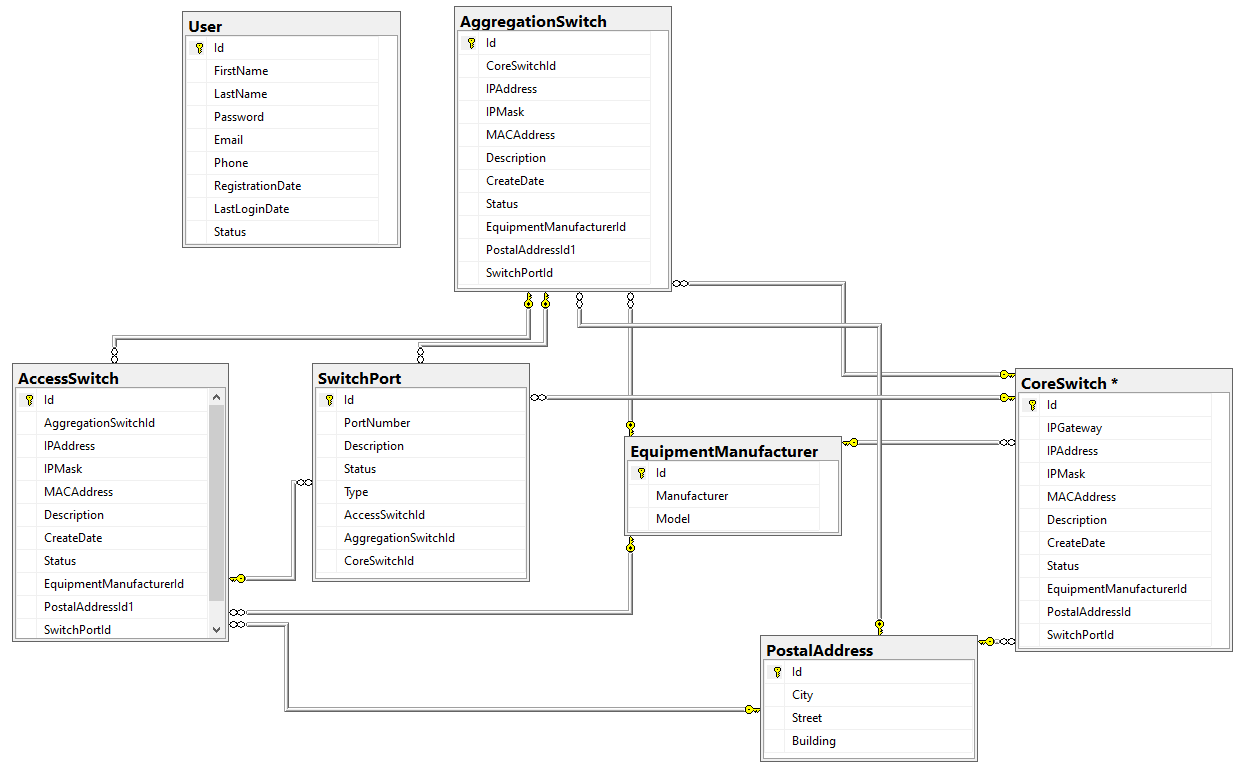 User
Id
FirstName
LastName
Password
Email
Phone
RegistrationDate
LastLoginDate
Status
AggregationSwitch
Id
CoreSwitchId
IPAddress
IPMask
MACAddress
Description
CreateDate
Status
EquipmentManufacturerId
PostalAddressId1
SwitchPortId
AccessSwitch
Id
AggregationSwitchId
IPAddress
IPMask
MACAddress
Description
CreateDate
Status
EquipmentManufacturerId
PostalAddressId1
SwitchPortId
SwitchPort
Id
PortNumber
Description
Status
Type
AccessSwitchId
AggregationSwitchId
CoreSwitchId
EquipmentManufacturer
Id
Manufacturer
Model
CoreSwitch *
Id
IPGateway
IPAddress
IPMask
MACAddress
Description
CreateDate
Status
EquipmentManufacturerId
PostalAddressId
SwitchPortId
PostalAddress
Id
City
Street
Building